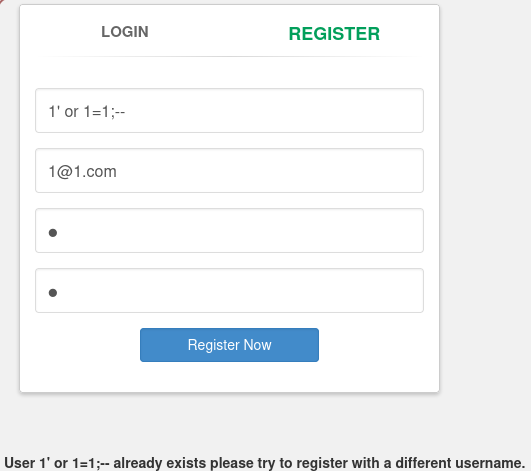 LOGIN REGISTER
1' or 1=1;--
1@1.com
●
●
Register Now
User 1' or 1=1;-- already exists please try to register with a different username.